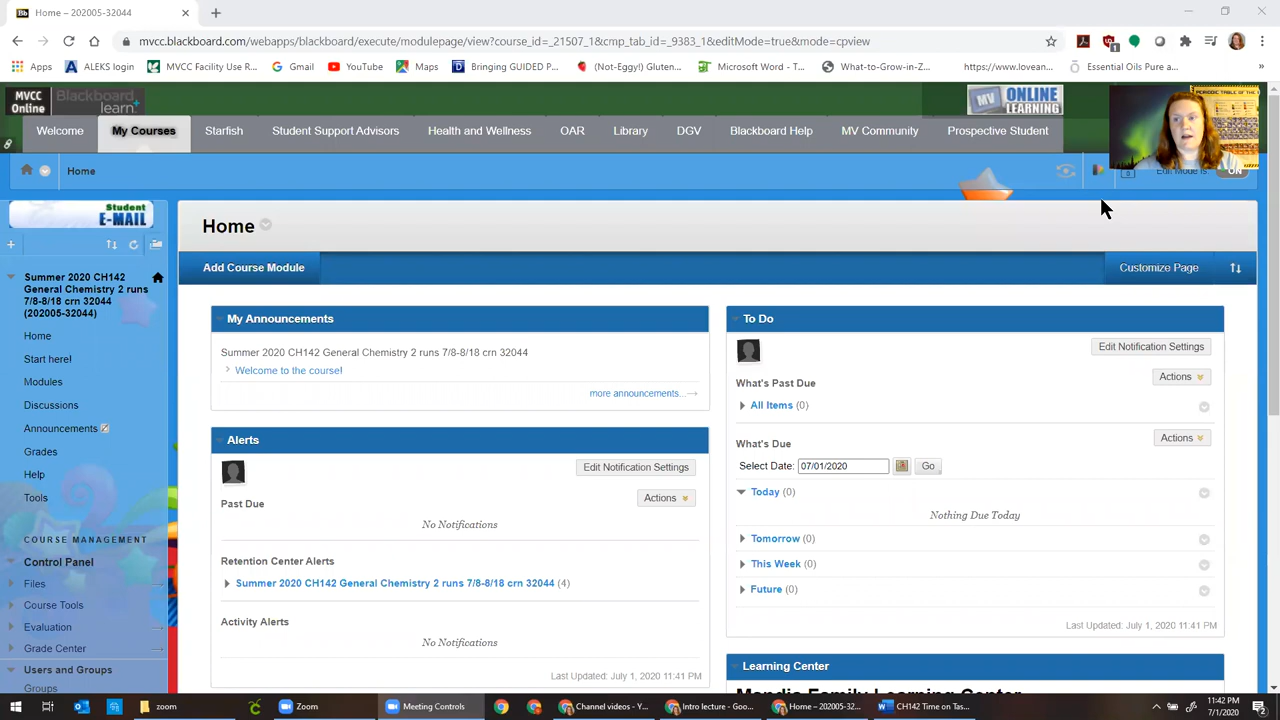 Home – 202005-32044
mvcc.blackboard.com/webapps/blackboard/execute/modulepage/view?course_id=_21507_1&cmp_tab_id=_9383_1&editMode=true&mode=cpview
Apps ALEKS login MVCC Facility Use R... Gmail YouTube Maps Bringing GUIDED P... (Not-Eggy!) Gluten... Microsoft Word - T... What-to-Grow-in-Z... https://www.lovean... Essential Oils Pure a... »
MVCC Online Blackboard learn+ MV ONLINE LEARNING
Welcome My Courses Starfish Student Support Advisors Health and Wellness OAR Library DGV Blackboard Help MV Community Prospective Student
Home Edit Mode is: ON
Student E-MAIL
Home
Add Course Module Customize Page
Summer 2020 CH142
General Chemistry 2 runs
7/8-8/18 crn 32044
(202005-32044)
Home
Start here!
Modules
Discussions
Announcements
Grades
Help
Tools
COURSE MANAGEMENT
Control Panel
Files
Course Tools
Evaluation
Grade Center
Users and Groups
Groups
My Announcements
Summer 2020 CH142 General Chemistry 2 runs 7/8-8/18 crn 32044
Welcome to the course!
more announcements...→
Alerts
Edit Notification Settings
Actions
Past Due
No Notifications
Retention Center Alerts
Summer 2020 CH142 General Chemistry 2 runs 7/8-8/18 crn 32044 (4)
Activity Alerts
No Notifications
Last Updated: July 1, 2020 11:41 PM
To Do
Edit Notification Settings
Actions
What's Past Due
All Items (0)
Actions
What's Due
Select Date: 07/01/2020 Go
Today (0)
Nothing Due Today
Tomorrow (0)
This Week (0)
Future (0)
Last Updated: July 1, 2020 11:41 PM
Learning Center
zoom Zoom Meeting Controls Channel videos - Y... Intro lecture – Goo... Home – 202005-32... CH142 Time on Tas...
11:42 PM
7/1/2020